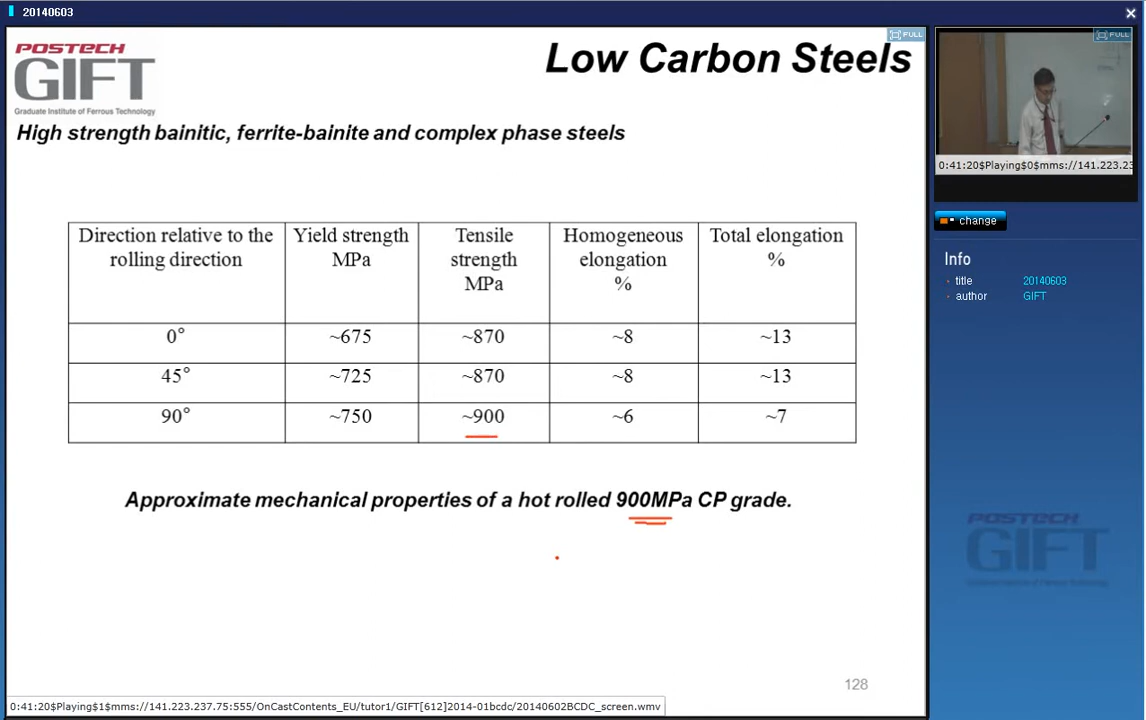 20140603
POSTECH
GIFT
Graduate Institute of Ferrous Technology
FULL
Low Carbon Steels
High strength bainitic, ferrite-bainite and complex phase steels
Direction relative to the rolling direction
Yield strength MPa
Tensile strength MPa
Homogeneous elongation %
Total elongation %
0° ~675 ~870 ~8 ~13
45° ~725 ~870 ~8 ~13
90° ~750 ~900 ~6 ~7
Approximate mechanical properties of a hot rolled 900MPa CP grade.
128
0:41:20$Playing$1$mms://141.223.237.75:555/OnCastContents_EU/tutor1/GIFT[612]2014-01bcdc/20140602BCDC_screen.wmv
FULL
0:41:20$Playing$0$mms://141.223.23
change
Info
title 20140603
author GIFT
POSTECH
GIFT